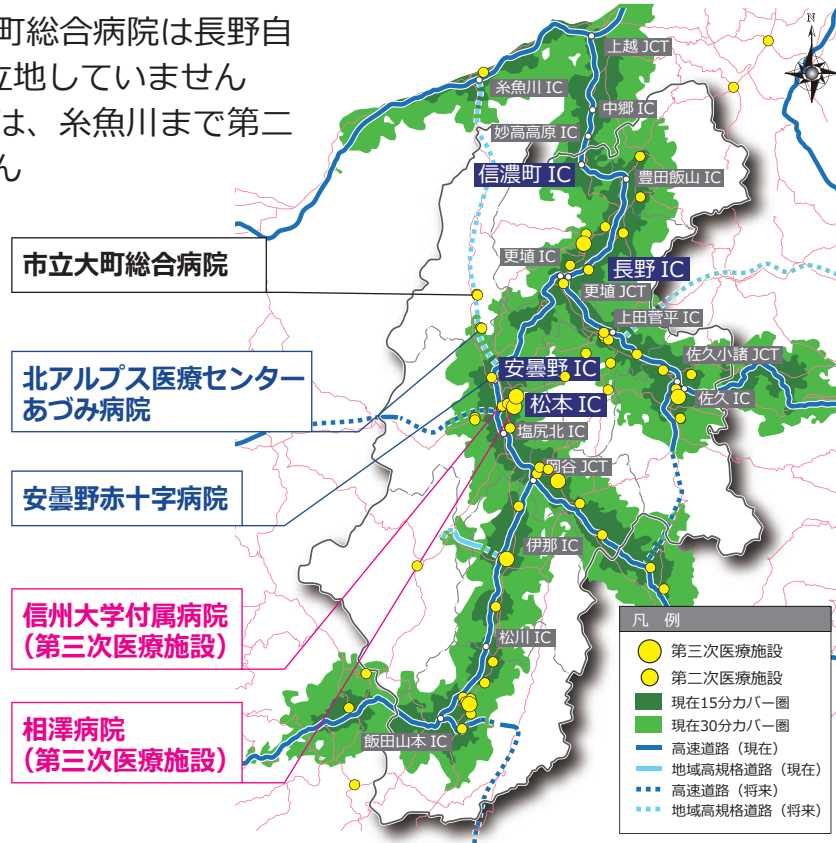 町総合病院は長野自
立地していません
は、糸魚川まで第二
ん
N
上越 JCT
糸魚川 IC
中郷 IC
妙高高原 IC
信濃町 IC
豊田飯山 IC
市立大町総合病院
更埴 IC
長野 IC
更埴 JCT
上田菅平 IC
北アルプス医療センター
あづみ病院
安曇野 IC
佐久小諸 JCT
松本 IC
佐久 IC
塩尻北 IC
岡谷 JCT
安曇野赤十字病院
伊那 IC
信州大学付属病院
(第三次医療施設)
松川 IC
相澤病院
(第三次医療施設)
飯田山本 IC
凡 例
第三次医療施設
第二次医療施設
現在15分カバー圏
現在30分カバー圏
高速道路（現在）
地域高規格道路（現在）
高速道路（将来）
地域高規格道路（将来）